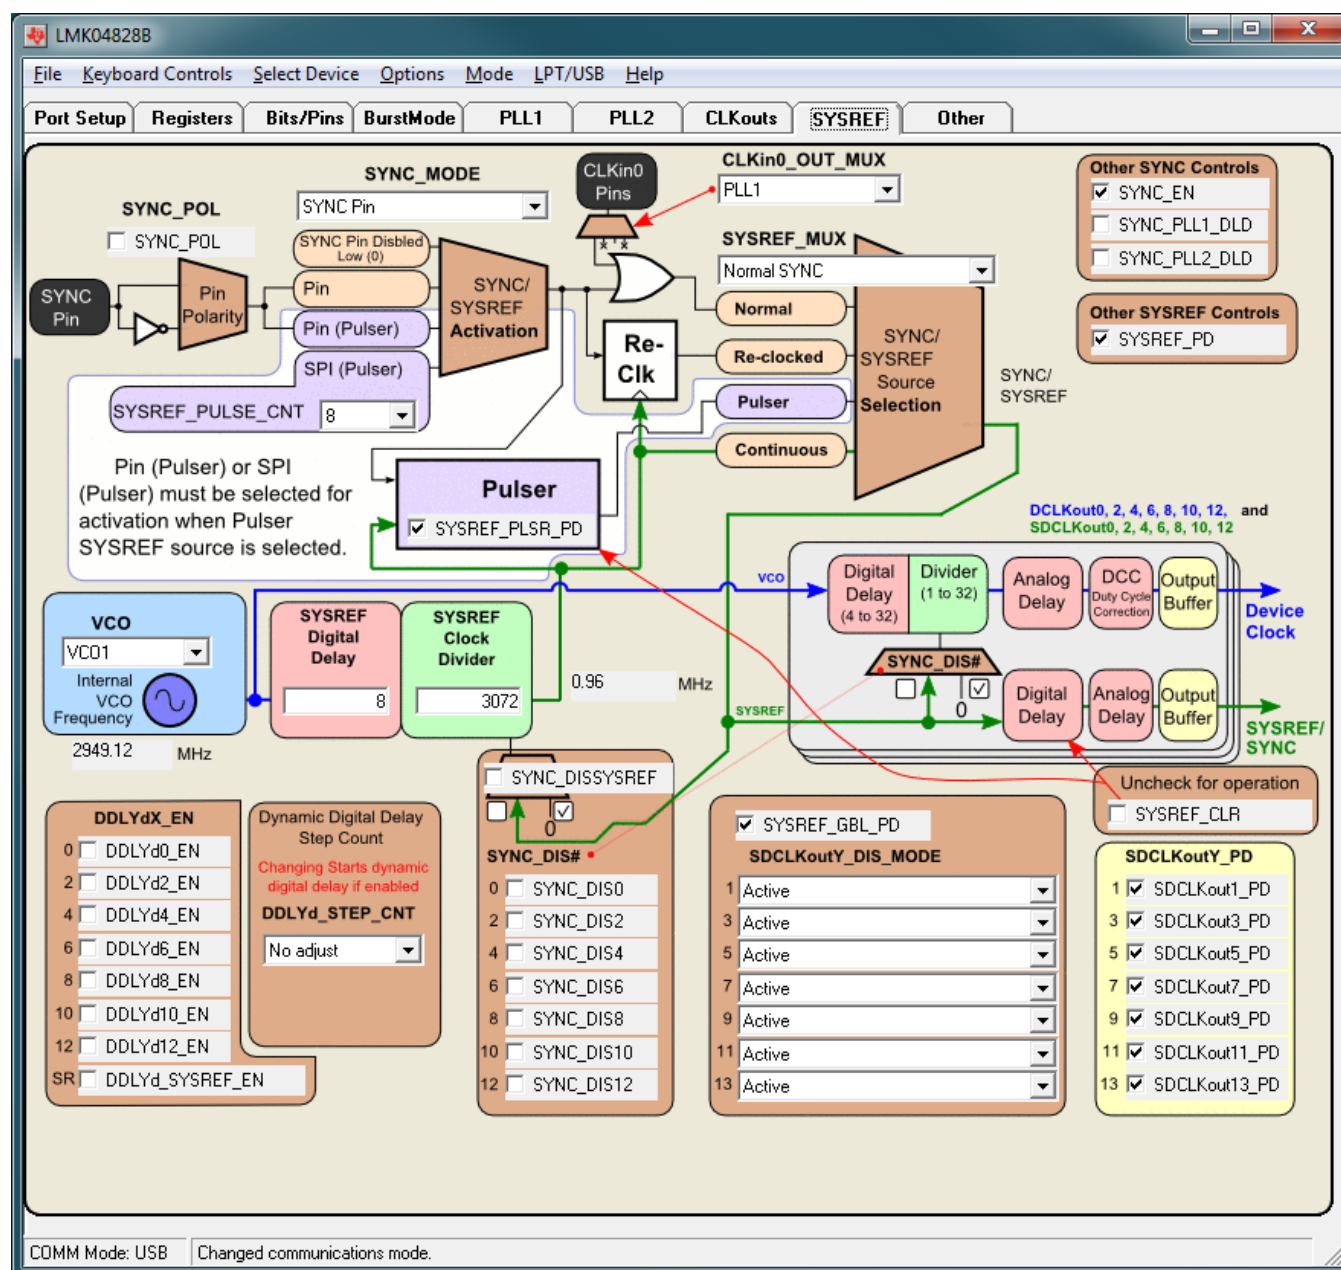 LMK04828B
File Keyboard Controls Select Device Options Mode LPT/USB Help
Port Setup Registers Bits/Pins BurstMode PLL1 PLL2 CLKouts SYSREF Other
SYNC_MODE
SYNC Pin
SYNC_POL
SYNC_POL
SYNC
Pin
Pin
Polarity
SYNC Pin Disbled
Low (0)
Pin
Pin (Pulser)
SPI (Pulser)
SYSREF_PULSE_CNT 8
SYNC/
SYSREF
Activation
CLKin0
Pins
CLKin0_OUT_MUX
PLL1
SYSREF_MUX
Normal SYNC
Normal
Re-clocked
Pulser
Continuous
Re-
Clk
SYNC/
SYSREF
Source
Selection
SYNC/
SYSREF
Other SYNC Controls
SYNC_EN
SYNC_PLL1_DLD
SYNC_PLL2_DLD
Other SYSREF Controls
SYSREF_PD
Pin (Pulser) or SPI
(Pulser) must be selected for
activation when Pulser
SYSREF source is selected.
Pulser
SYSREF_PLSR_PD
DCLKout0, 2, 4, 6, 8, 10, 12, and
SDCLKout0, 2, 4, 6, 8, 10, 12
VCO
VCO1
Internal
VCO
Frequency
2949.12 MHz
SYSREF
Digital
Delay
8
SYSREF
Clock
Divider
3072
0.96 MHz
VCO
Digital
Delay
(4 to 32)
Divider
(1 to 32)
Analog
Delay
DCC
Duty Cycle
Correction
Output
Buffer
Device
Clock
SYNC_DIS#
0
SYSREF
Digital
Delay
Analog
Delay
Output
Buffer
SYSREF/
SYNC
Uncheck for operation
SYSREF_CLR
DDLYdX_EN
0 DDLYd0_EN
2 DDLYd2_EN
4 DDLYd4_EN
6 DDLYd6_EN
8 DDLYd8_EN
10 DDLYd10_EN
12 DDLYd12_EN
SR DDLYd_SYSREF_EN
Dynamic Digital Delay
Step Count
Changing Starts dynamic
digital delay if enabled
DDLYd_STEP_CNT
No adjust
SYNC_DISSYSREF
0
SYNC_DIS#
0 SYNC_DIS0
2 SYNC_DIS2
4 SYNC_DIS4
6 SYNC_DIS6
8 SYNC_DIS8
10 SYNC_DIS10
12 SYNC_DIS12
SYSREF_GBL_PD
SDCLKoutY_DIS_MODE
1 Active
3 Active
5 Active
7 Active
9 Active
11 Active
13 Active
SDCLKoutY_PD
1 SDCLKout1_PD
3 SDCLKout3_PD
5 SDCLKout5_PD
7 SDCLKout7_PD
9 SDCLKout9_PD
11 SDCLKout11_PD
13 SDCLKout13_PD
COMM Mode: USB Changed communications mode.